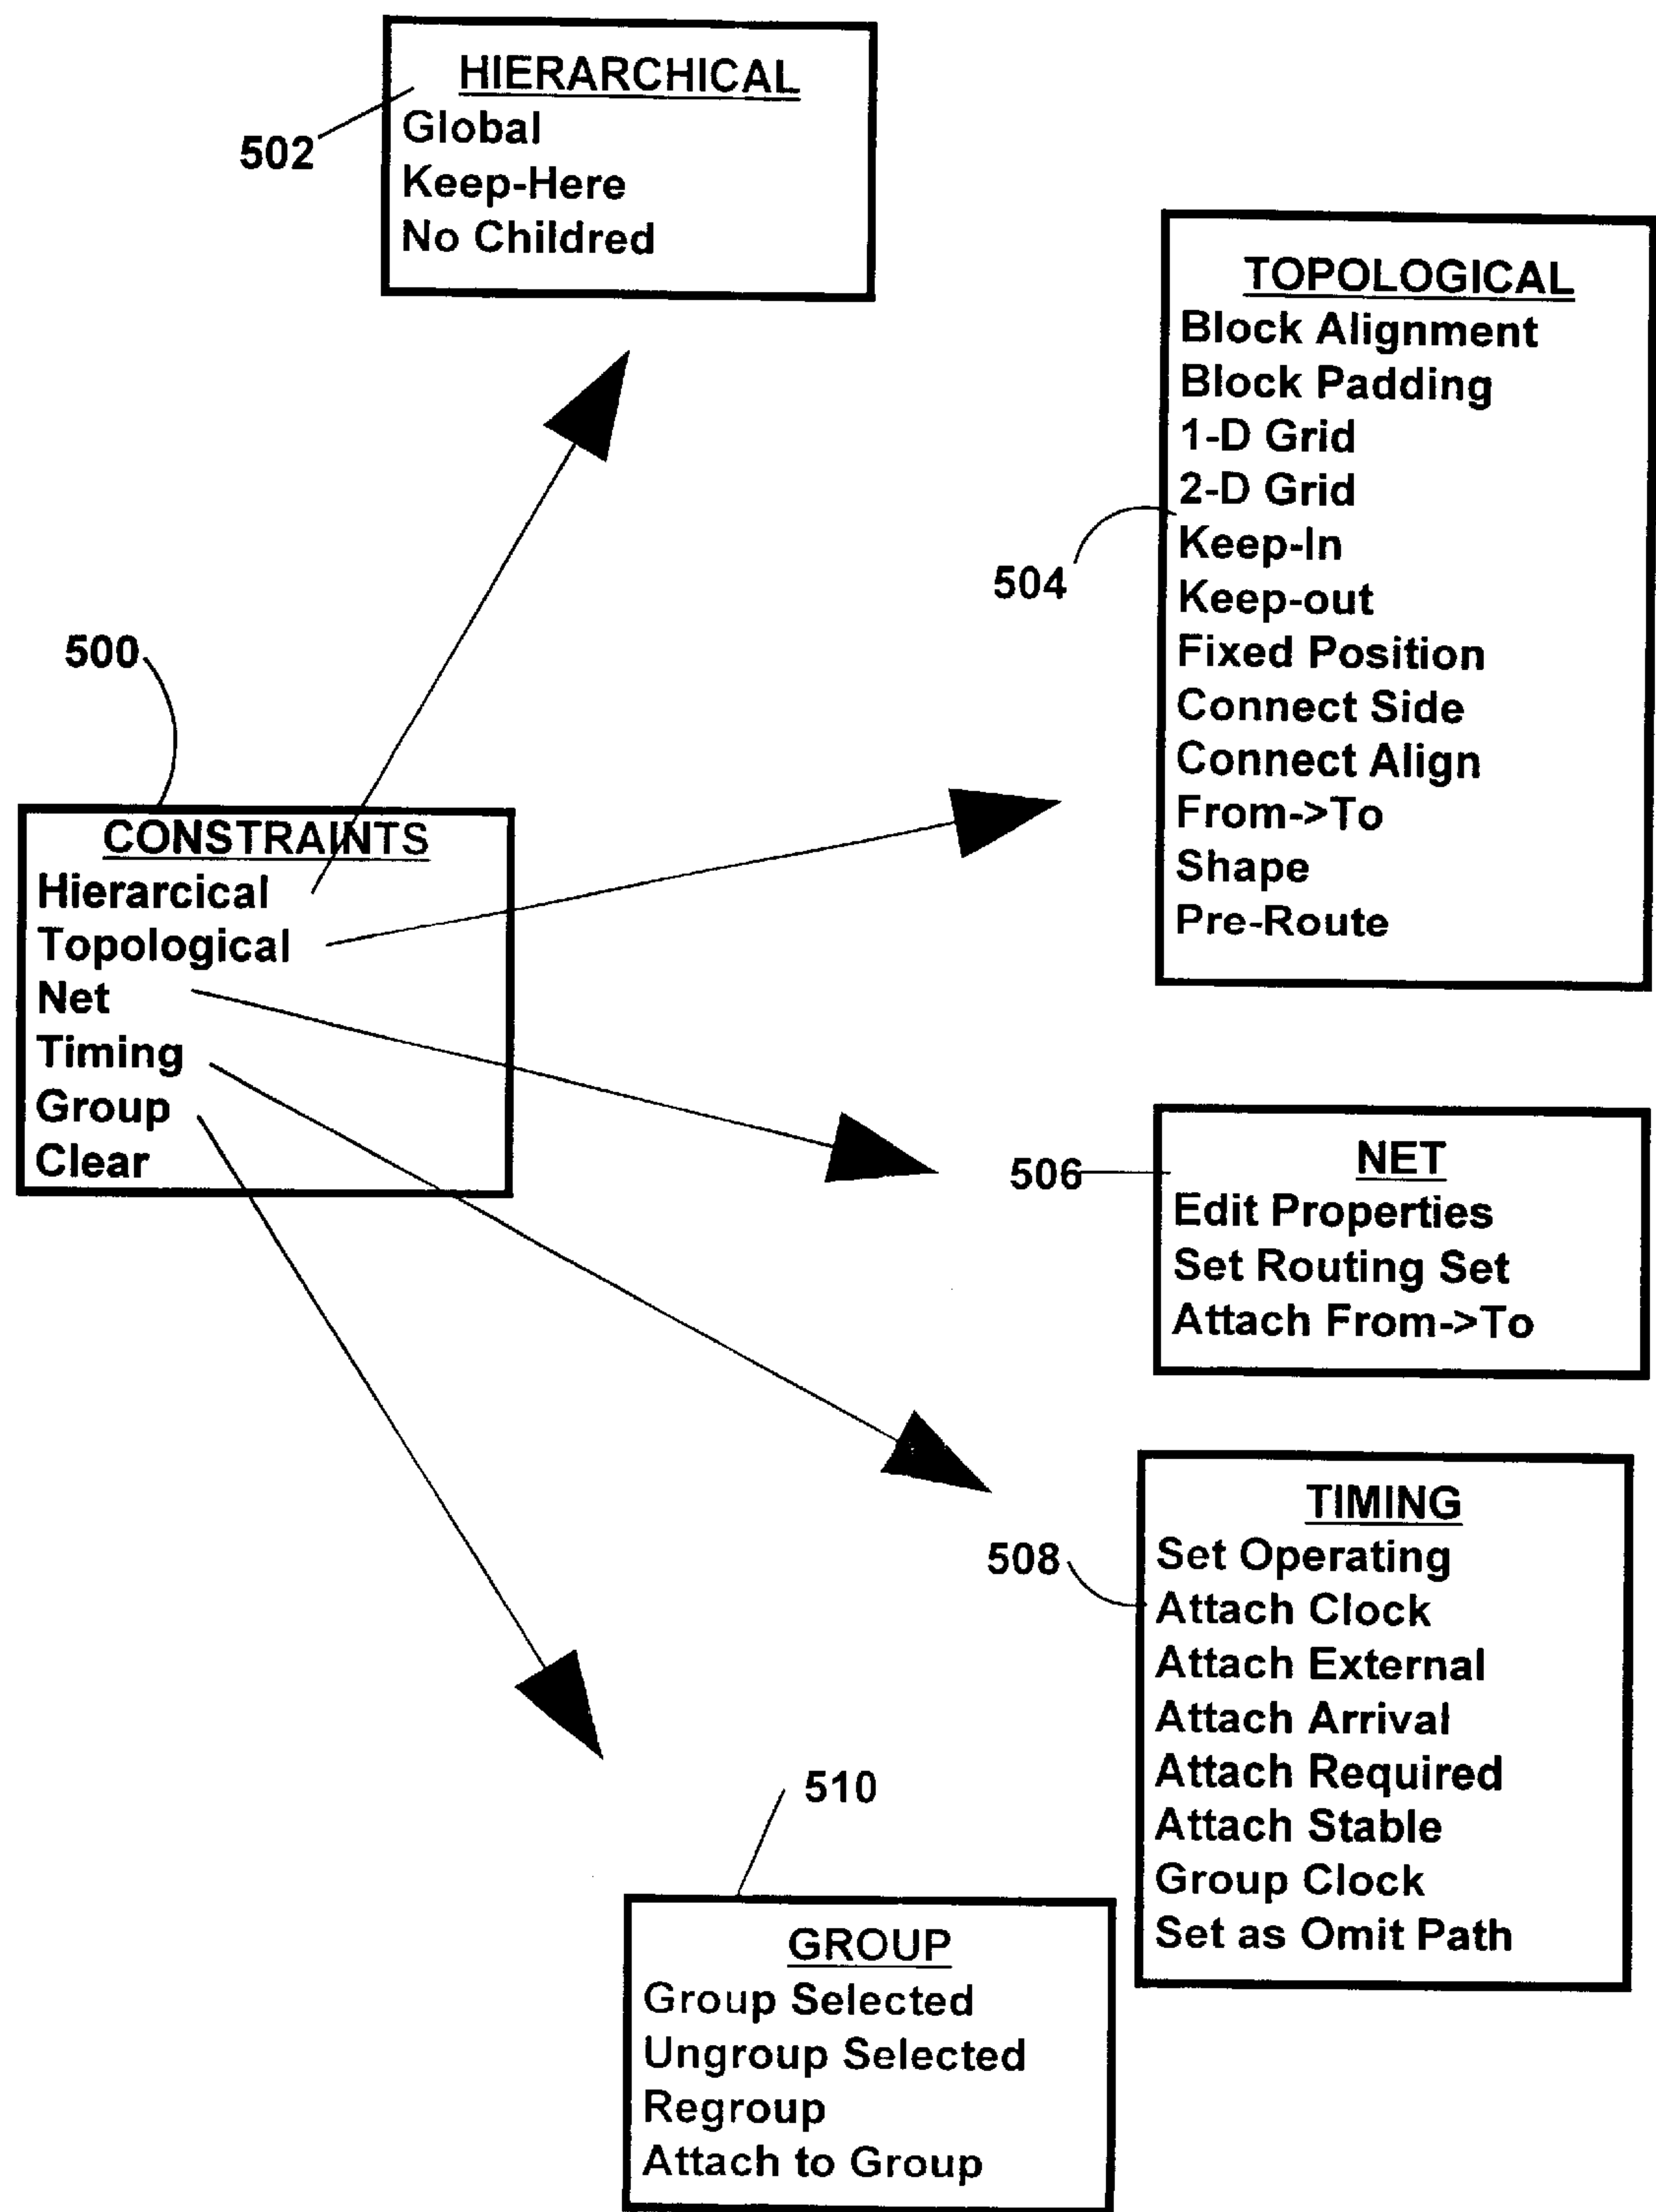 HIERARCHICAL
Global
Keep-Here
No Childred
502
TOPOLOGICAL
Block Alignment
Block Padding
1-D Grid
2-D Grid
Keep-In
Keep-out
Fixed Position
Connect Side
Connect Align
From->To
Shape
Pre-Route
504
500
CONSTRAINTS
Hierarcical
Topological
Net
Timing
Group
Clear
506
NET
Edit Properties
Set Routing Set
Attach From->To
508
TIMING
Set Operating
Attach Clock
Attach External
Attach Arrival
Attach Required
Attach Stable
Group Clock
Set as Omit Path
510
GROUP
Group Selected
Ungroup Selected
Regroup
Attach to Group